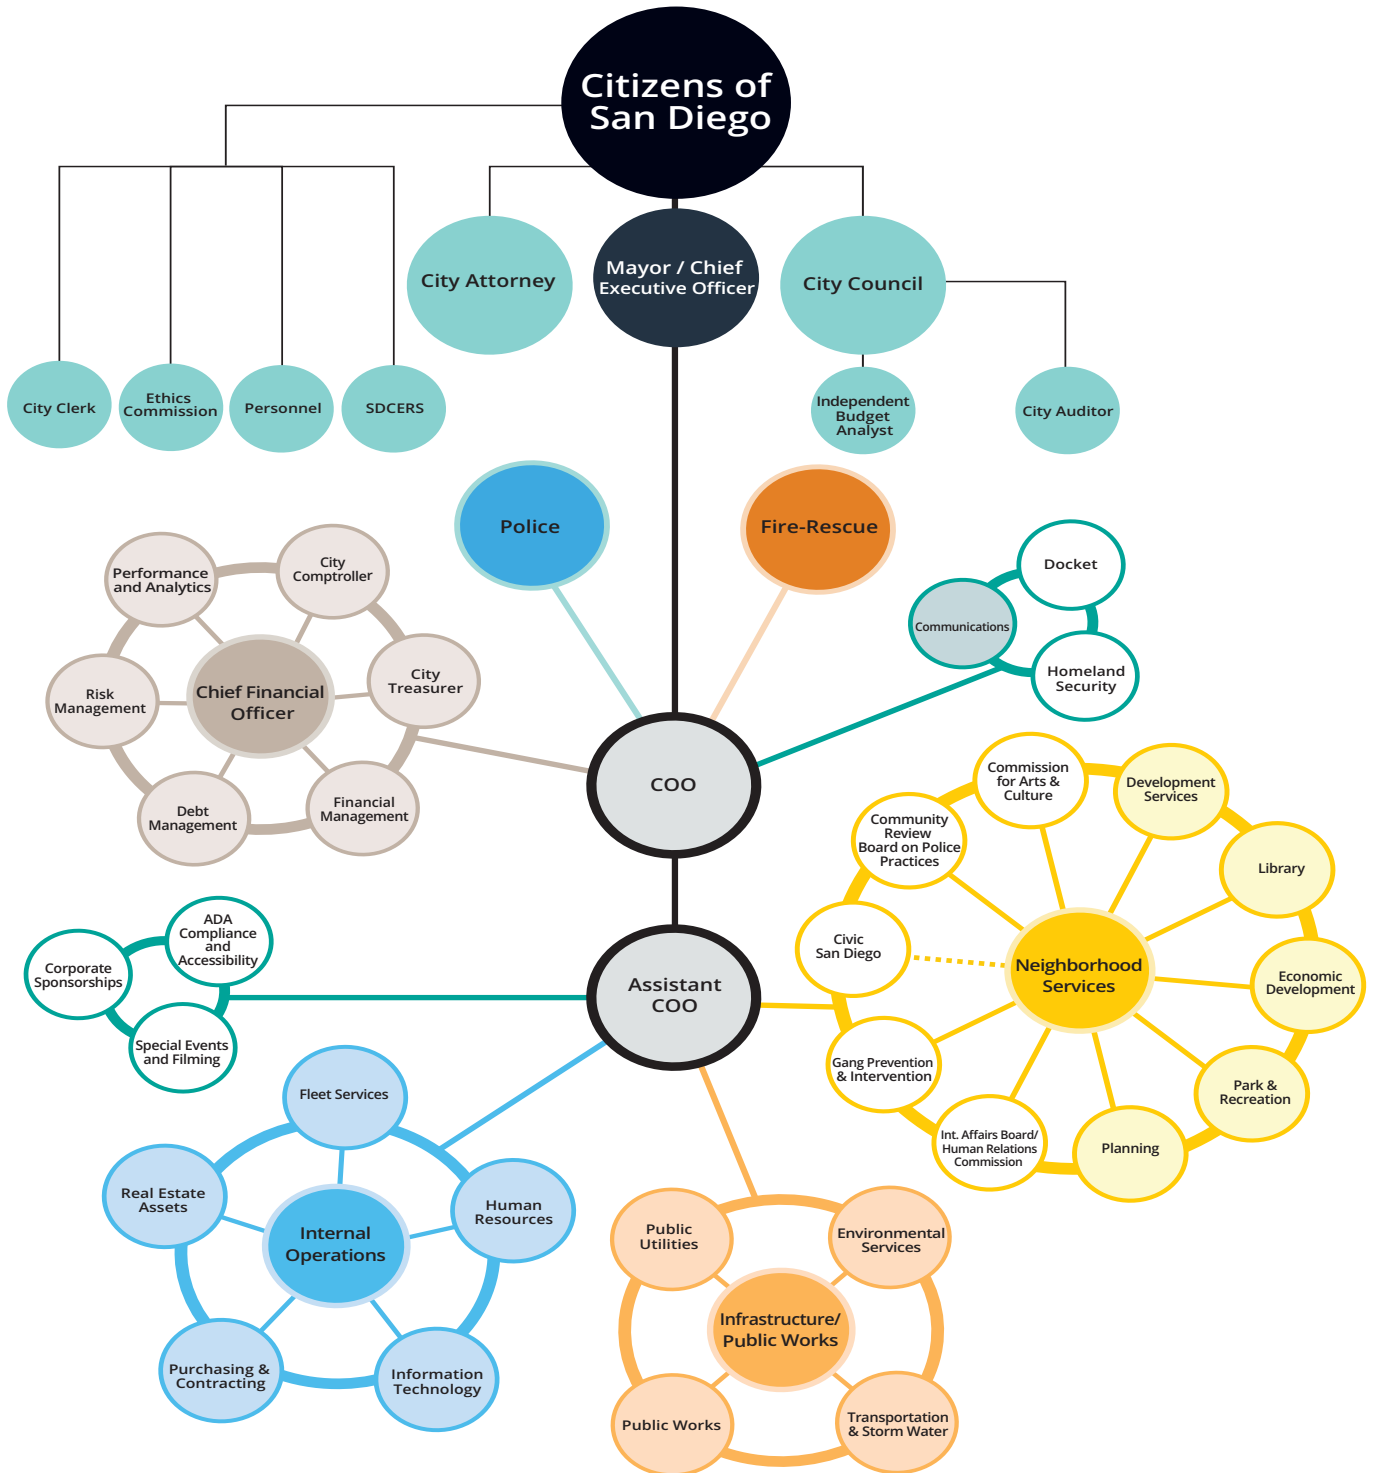 Citizens of
San Diego
City Attorney
Mayor / Chief
Executive Officer
City Council
City Clerk
Ethics
Commission
Personnel
SDCERS
Independent
Budget
Analyst
City Auditor
Police
Fire-Rescue
Performance
and Analytics
City
Comptroller
Chief Financial
Officer
City
Treasurer
Risk
Management
Debt
Management
Financial
Management
Docket
Communications
Homeland
Security
COO
Commission
for Arts &
Culture
Development
Services
Community
Review
Board on Police
Practices
Library
Civic
San Diego
Neighborhood
Services
Economic
Development
Gang Prevention
& Intervention
Park &
Recreation
Int. Affairs Board/
Human Relations
Commission
Planning
Assistant
COO
ADA
Compliance
and
Accessibility
Corporate
Sponsorships
Special Events
and Filming
Fleet Services
Real Estate
Assets
Human
Resources
Internal
Operations
Purchasing &
Contracting
Information
Technology
Public
Utilities
Environmental
Services
Infrastructure/
Public Works
Public Works
Transportation
& Storm Water